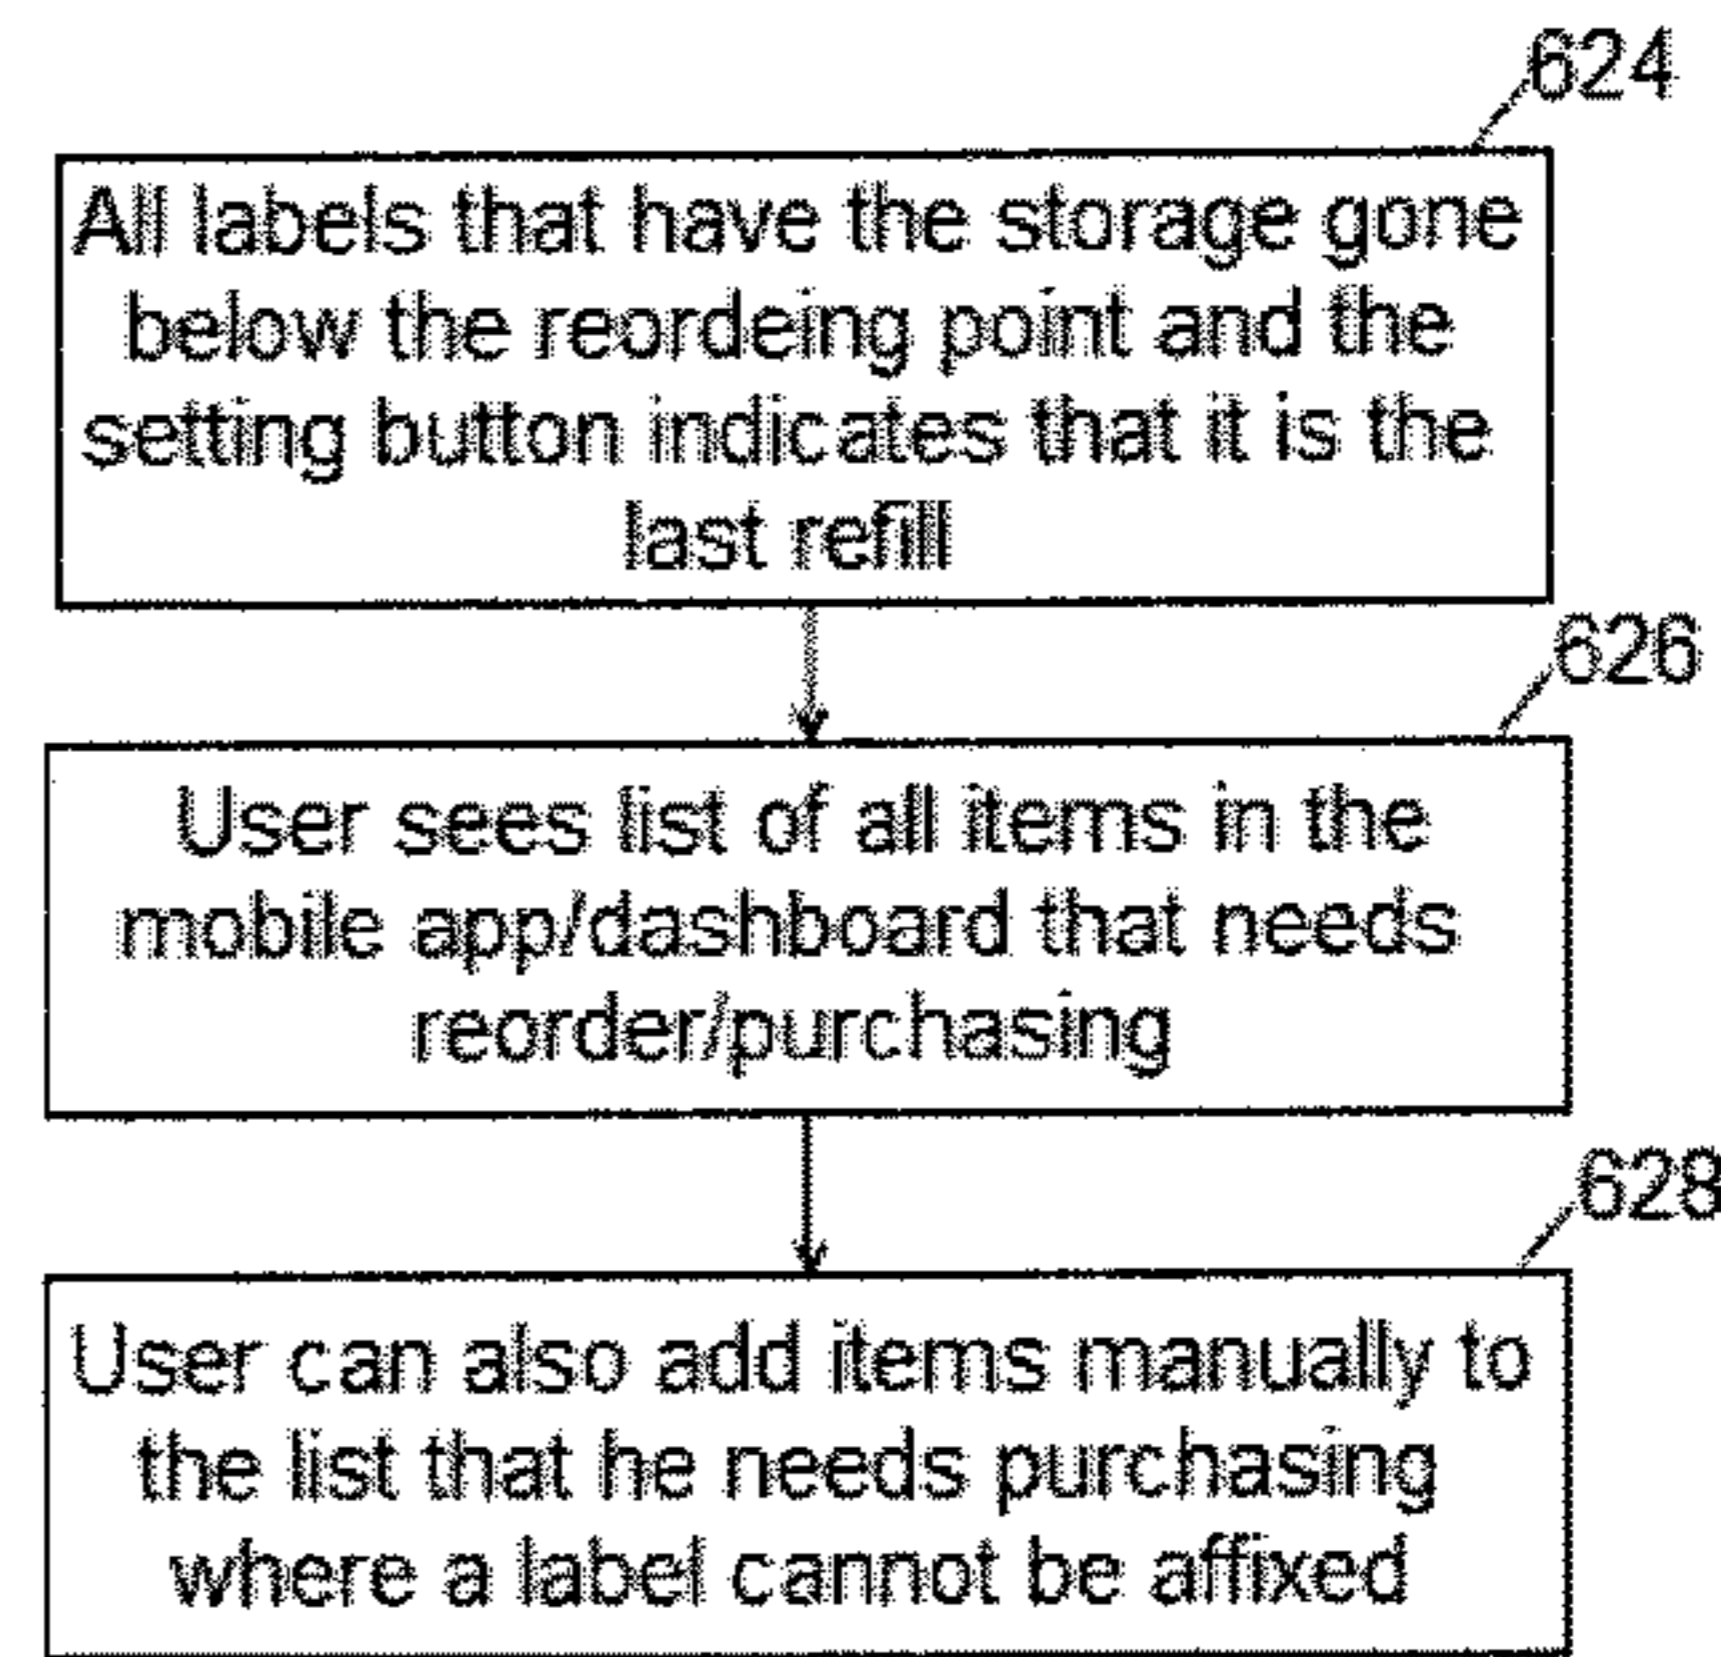 624
All labels that have the storage gone
below the reordeing point and the
setting button indicates that it is the
last refill
626
User sees list of all items in the
mobile app/dashboard that needs
reorder/purchasing
628
User can also add items manually to
the list that he needs purchasing
where a label cannot be affixed